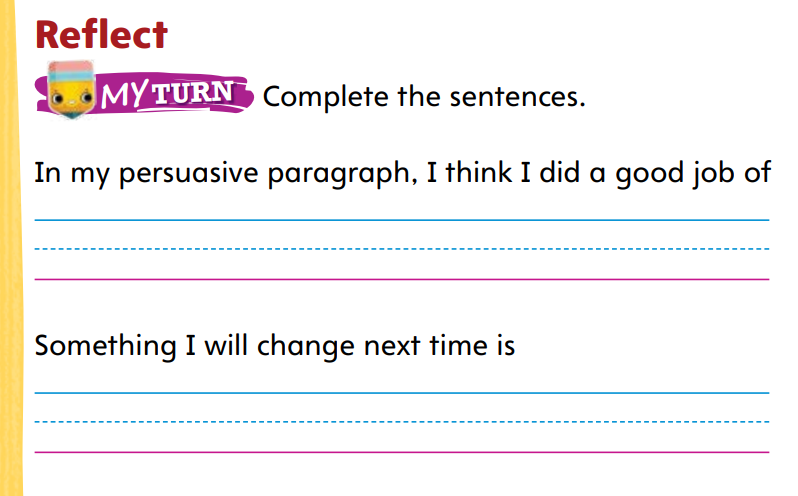 Reflect
MY TURN Complete the sentences.
In my persuasive paragraph, I think I did a good job of
Something I will change next time is